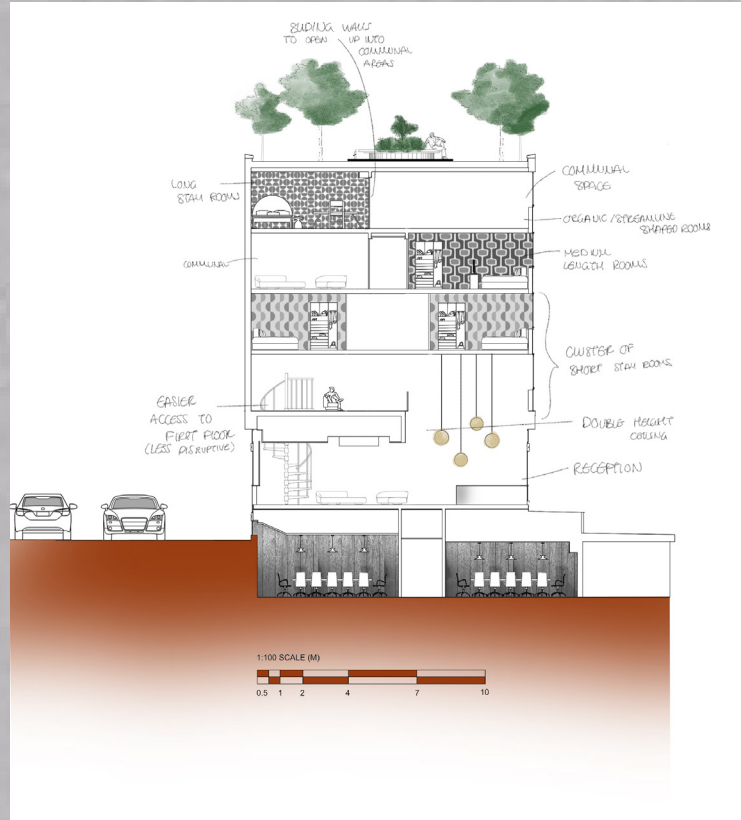 SLIDING WALLS
TO OPEN UP INTO
COMMUNAL
AREAS
LONG
STAY ROOMS
COMMUNAL
SPACE
ORGANIC/STREAMLINE
SHAPED ROOMS
COMMUNAL
MEDIUM
LENGTH ROOMS
CLUSTER OF
SHORT STAY ROOMS
EASIER
ACCESS TO
FIRST FLOOR
(LESS DISRUPTIVE)
DOUBLE HEIGHT
CEILING
RECEPTION
1:100 SCALE (M)
0.5 1 2 4 7 10